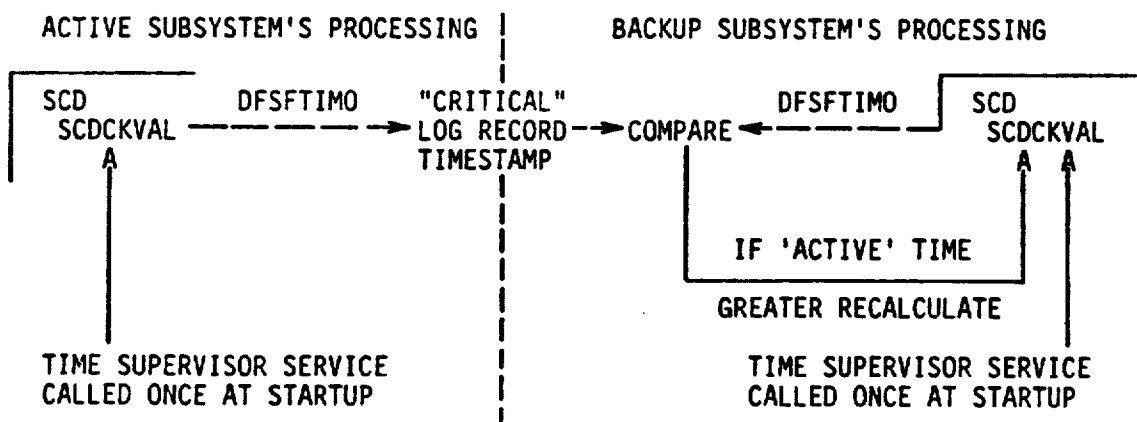 ACTIVE SUBSYSTEM'S PROCESSING
BACKUP SUBSYSTEM'S PROCESSING
SCD
SCDCKVAL
DFSFTIMO
"CRITICAL"
LOG RECORD
TIMESTAMP
COMPARE
DFSFTIMO
SCD
SCDCKVAL
IF 'ACTIVE' TIME
GREATER RECALCULATE
TIME SUPERVISOR SERVICE
CALLED ONCE AT STARTUP
TIME SUPERVISOR SERVICE
CALLED ONCE AT STARTUP